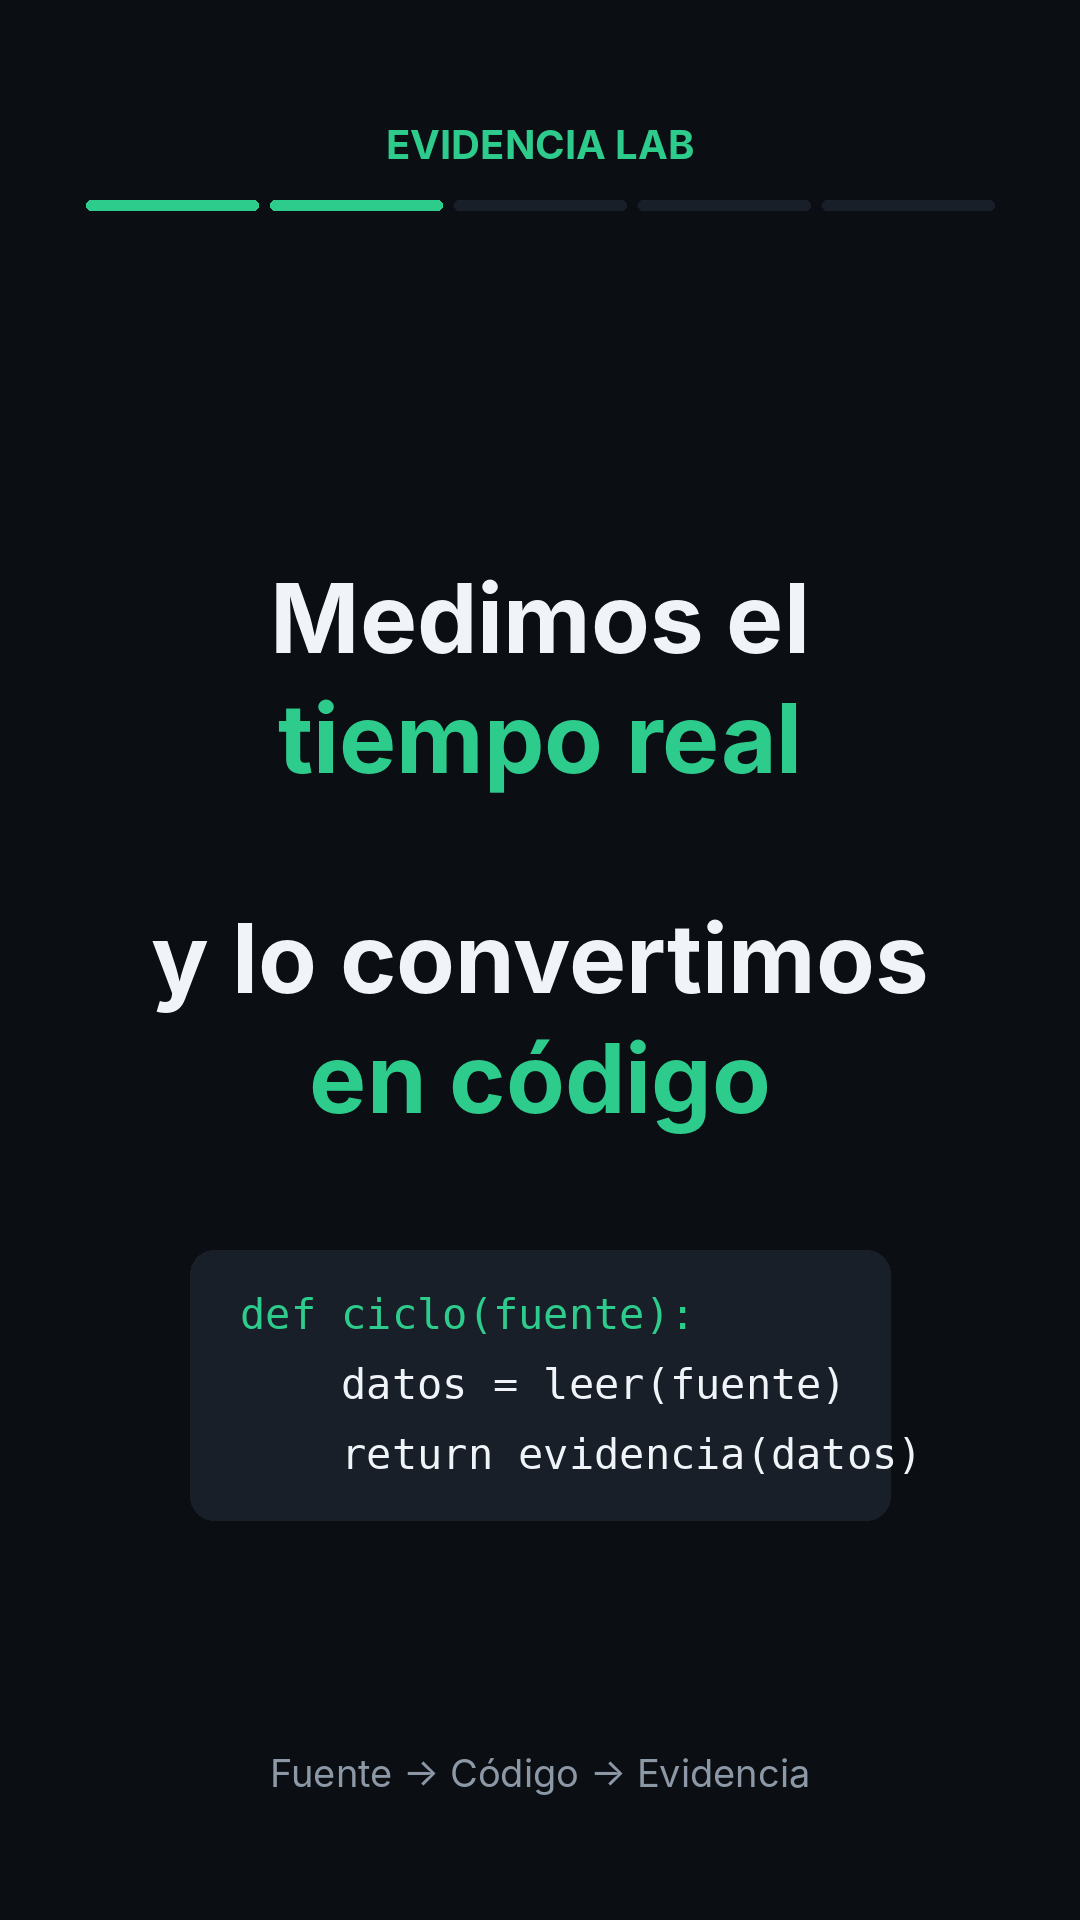 EVIDENCIA LAB
Medimos el
tiempo real
y lo convertimos
en código
def ciclo(fuente):
    datos = leer(fuente)
    return evidencia(datos)
Fuente → Código → Evidencia